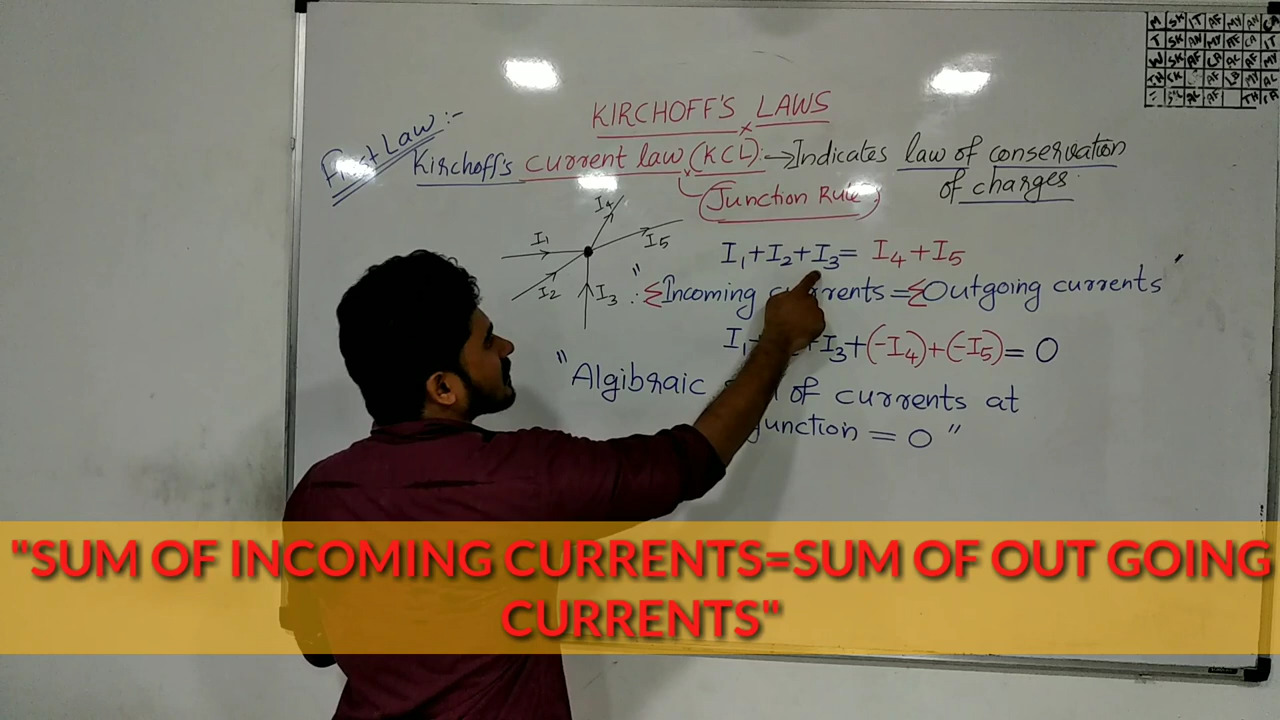 KIRCHOFF'S LAWS
First Law:-
Kirchoff's current law (KCL):→Indicates law of conservation
of charges
(Junction Rule)
I₁
I₂
I₃
I₄
I₅
I₁+I₂+I₃= I₄+I₅
"∴ ΣIncoming currents=ΣOutgoing currents"
I₁+ +I₃+(-I₄)+(-I₅)=0
"Algibraic of currents at
junction = 0"
"SUM OF INCOMING CURRENTS=SUM OF OUT GOING
CURRENTS"